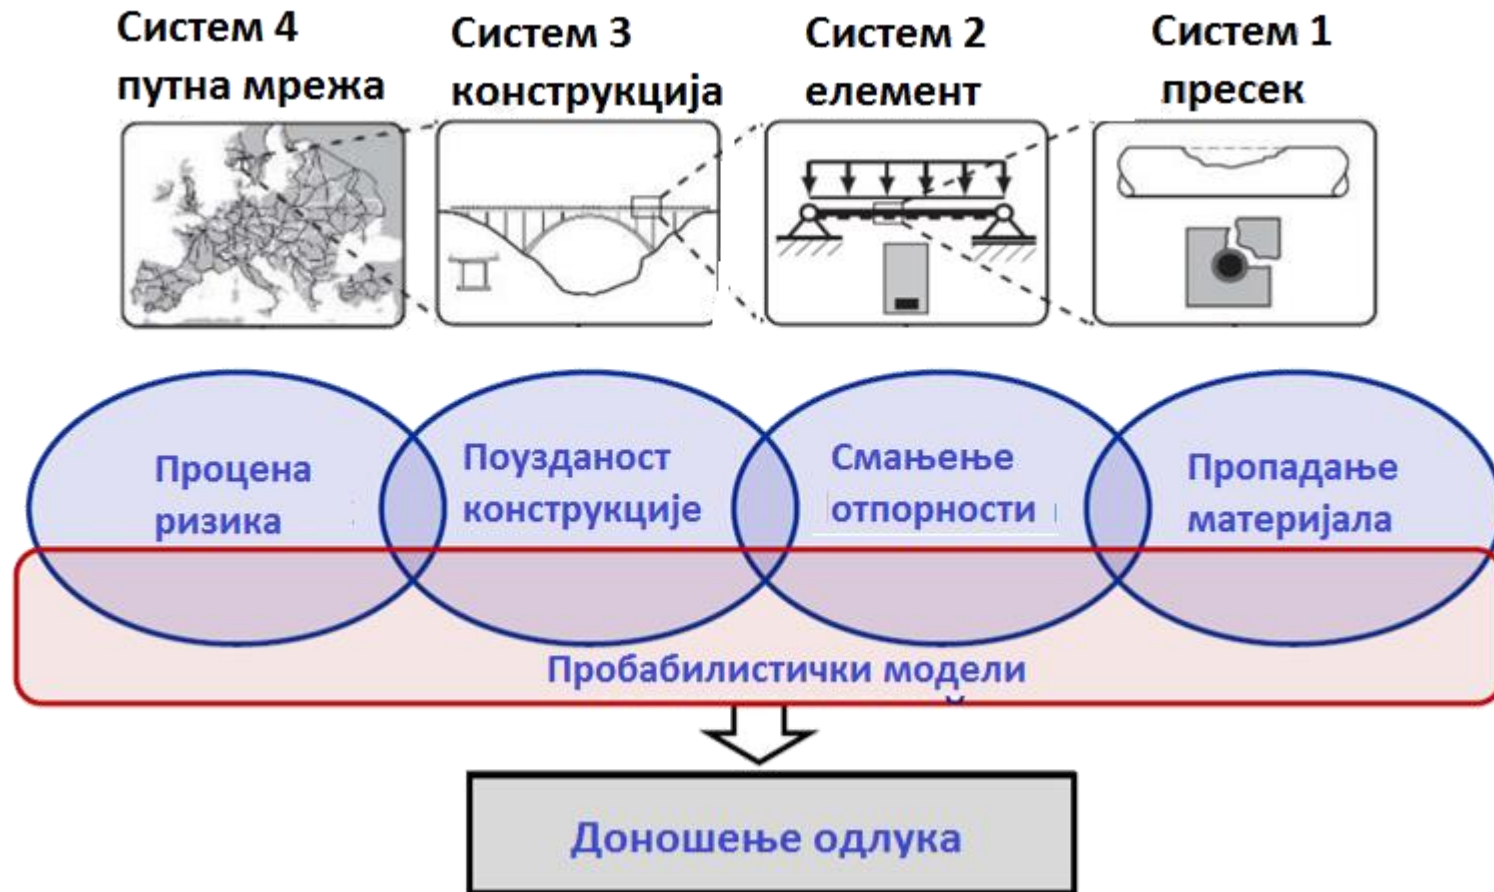 Систем 4
путна мрежа
Систем 3
конструкција
Систем 2
елемент
Систем 1
пресек
Процена
ризика
Поузданост
конструкције
Смањење
отпорности
Пропадање
материјала
Пробабилистички модели
Доношење одлука